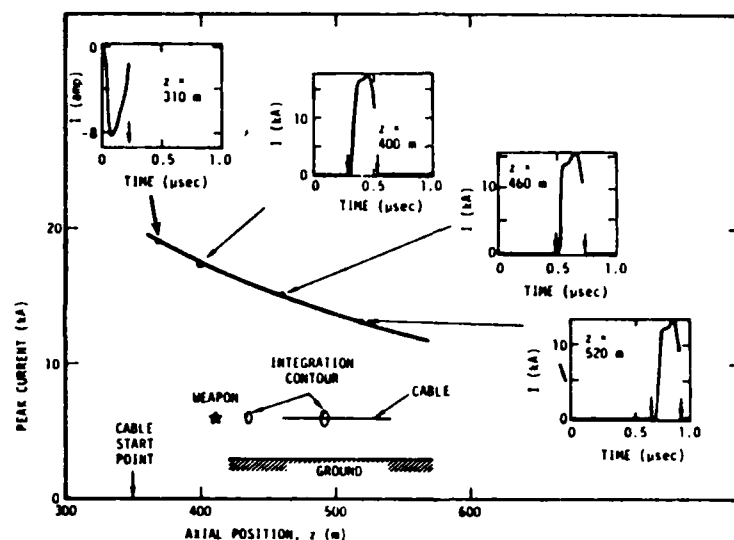 0
I (amp)
-8
z =
310 m
0
0.5
1.0
TIME (µsec)
I (kA)
10
z =
400 m
0
0.5
1.0
TIME (µsec)
I (kA)
10
z =
460 m
0
0.5
1.0
TIME (µsec)
I (kA)
10
0
z =
520 m
0
0.5
1.0
TIME (µsec)
PEAK CURRENT (kA)
20
10
0
INTEGRATION
CONTOUR
WEAPON
CABLE
CABLE
START
POINT
GROUND
300
400
500
600
AXIAL POSITION, z (m)